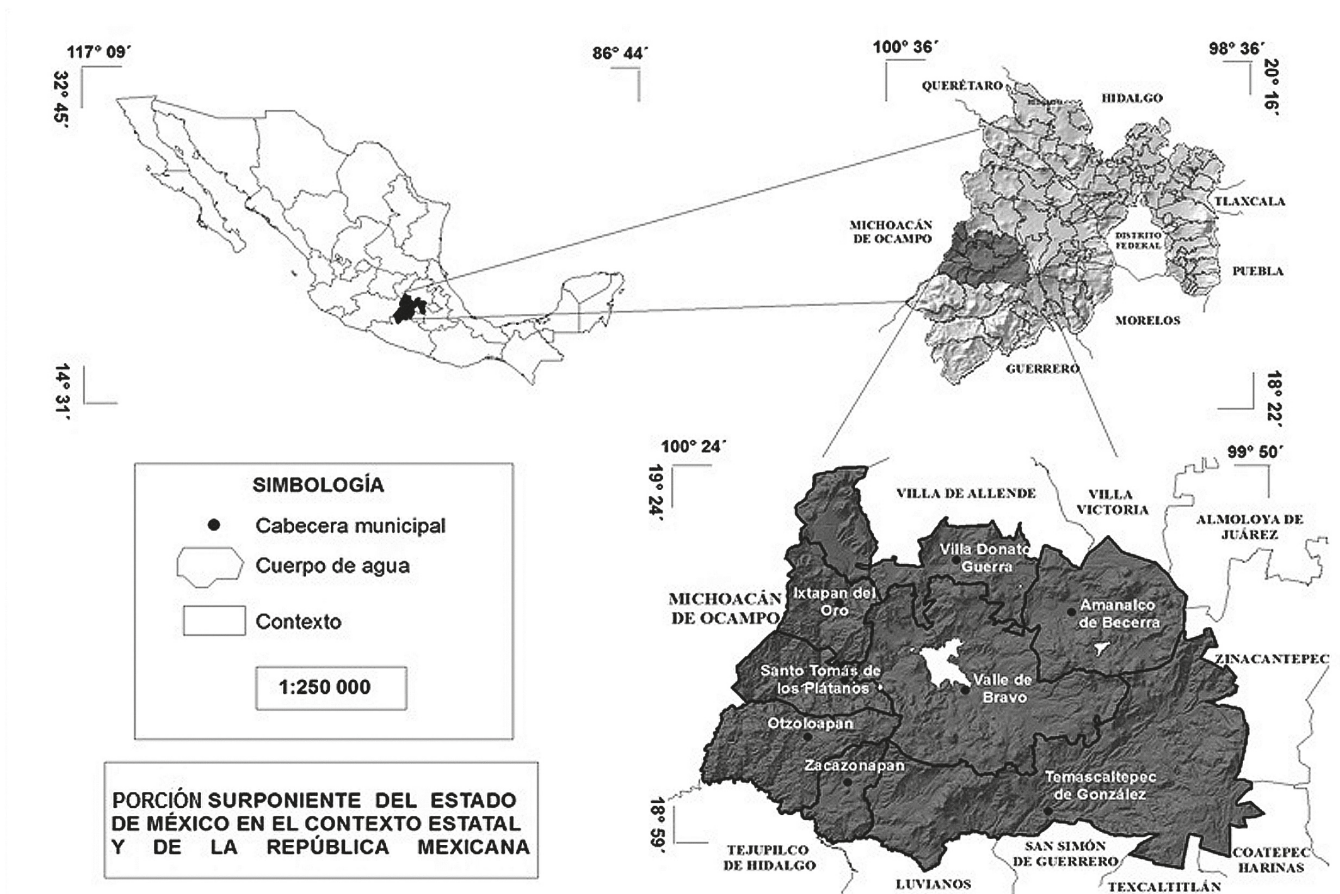 117° 09´
86° 44´
32° 45´
14° 31´
100° 36´
98° 36´
20° 16´
18° 22´
QUERÉTARO
HIDALGO
MICHOACÁN
DE OCAMPO
TLAXCALA
DISTRITO
FEDERAL
PUEBLA
MORELOS
GUERRERO
SIMBOLOGÍA
Cabecera municipal
Cuerpo de agua
Contexto
1:250 000
PORCIÓN SURPONIENTE DEL ESTADO
DE MÉXICO EN EL CONTEXTO ESTATAL
Y DE LA REPÚBLICA MEXICANA
100° 24´
99° 50´
19° 24´
18° 59´
VILLA DE ALLENDE
VILLA
VICTORIA
ALMOLOYA DE
JUÁREZ
MICHOACÁN
DE OCAMPO
Villa Donato
Guerra
Ixtapan del
Oro
Amanalco
de Becerra
ZINACANTEPEC
Santo Tomás de
los Plátanos
Valle de
Bravo
Otzoloapan
Zacazonapan
Temascaltepec
de González
TEJUPILCO
DE HIDALGO
LUVIANOS
SAN SIMÓN
DE GUERRERO
TEXCALTITLÁN
COATEPEC
HARINAS